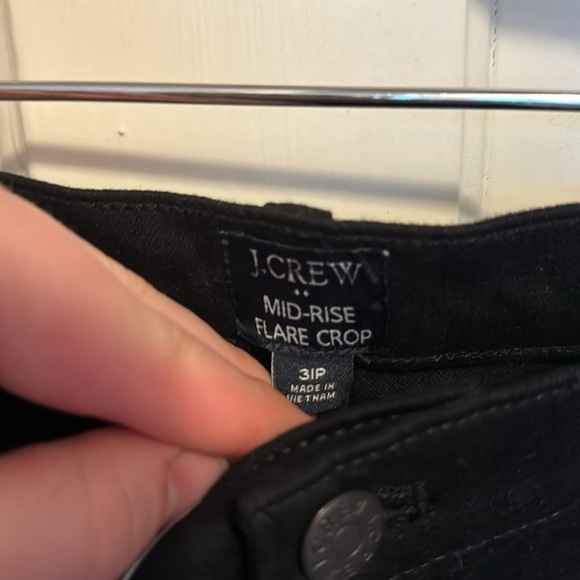 J.CREW
MID-RISE
FLARE CROP
31P
MADE IN
VIETNAM